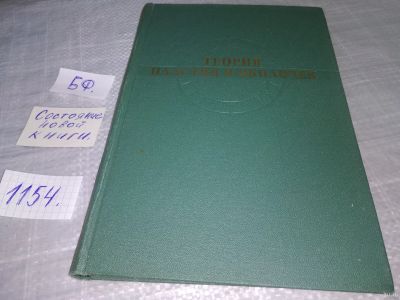 ТЕОРИЯ
ПЛАСТИН И ОБОЛОЧЕК
БФ.
Состояние
новой
книги.
1154.